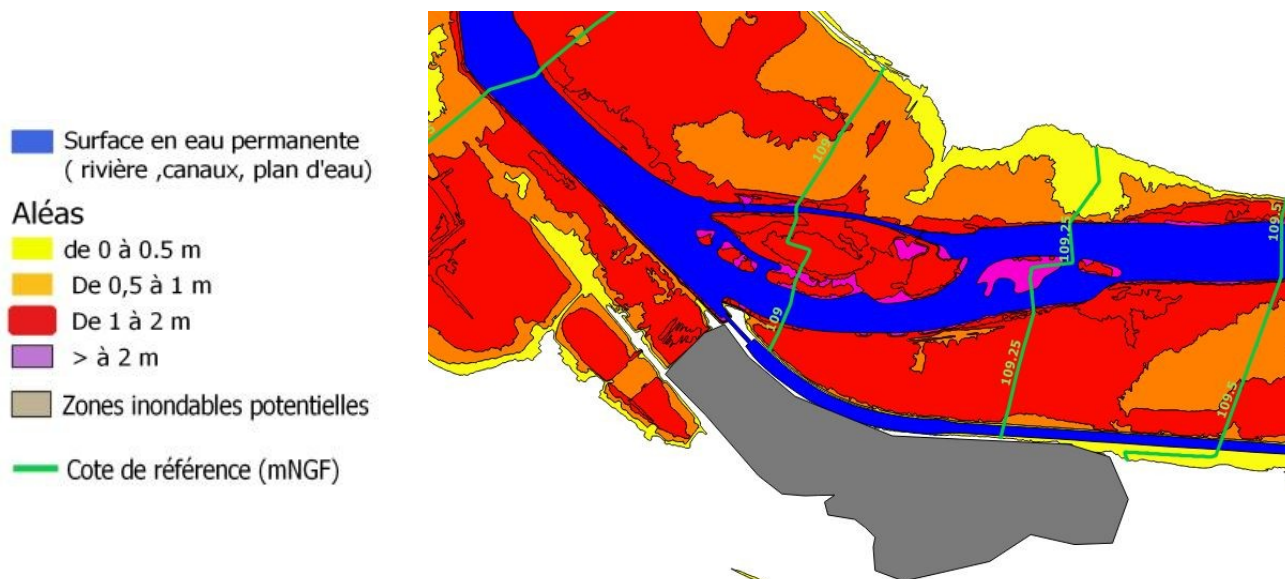 Surface en eau permanente
( rivière ,canaux, plan d'eau)
Aléas
de 0 à 0.5 m
De 0,5 à 1 m
De 1 à 2 m
> à 2 m
Zones inondables potentielles
Cote de référence (mNGF)
109
109
109.25
109.25
109.5
109.5